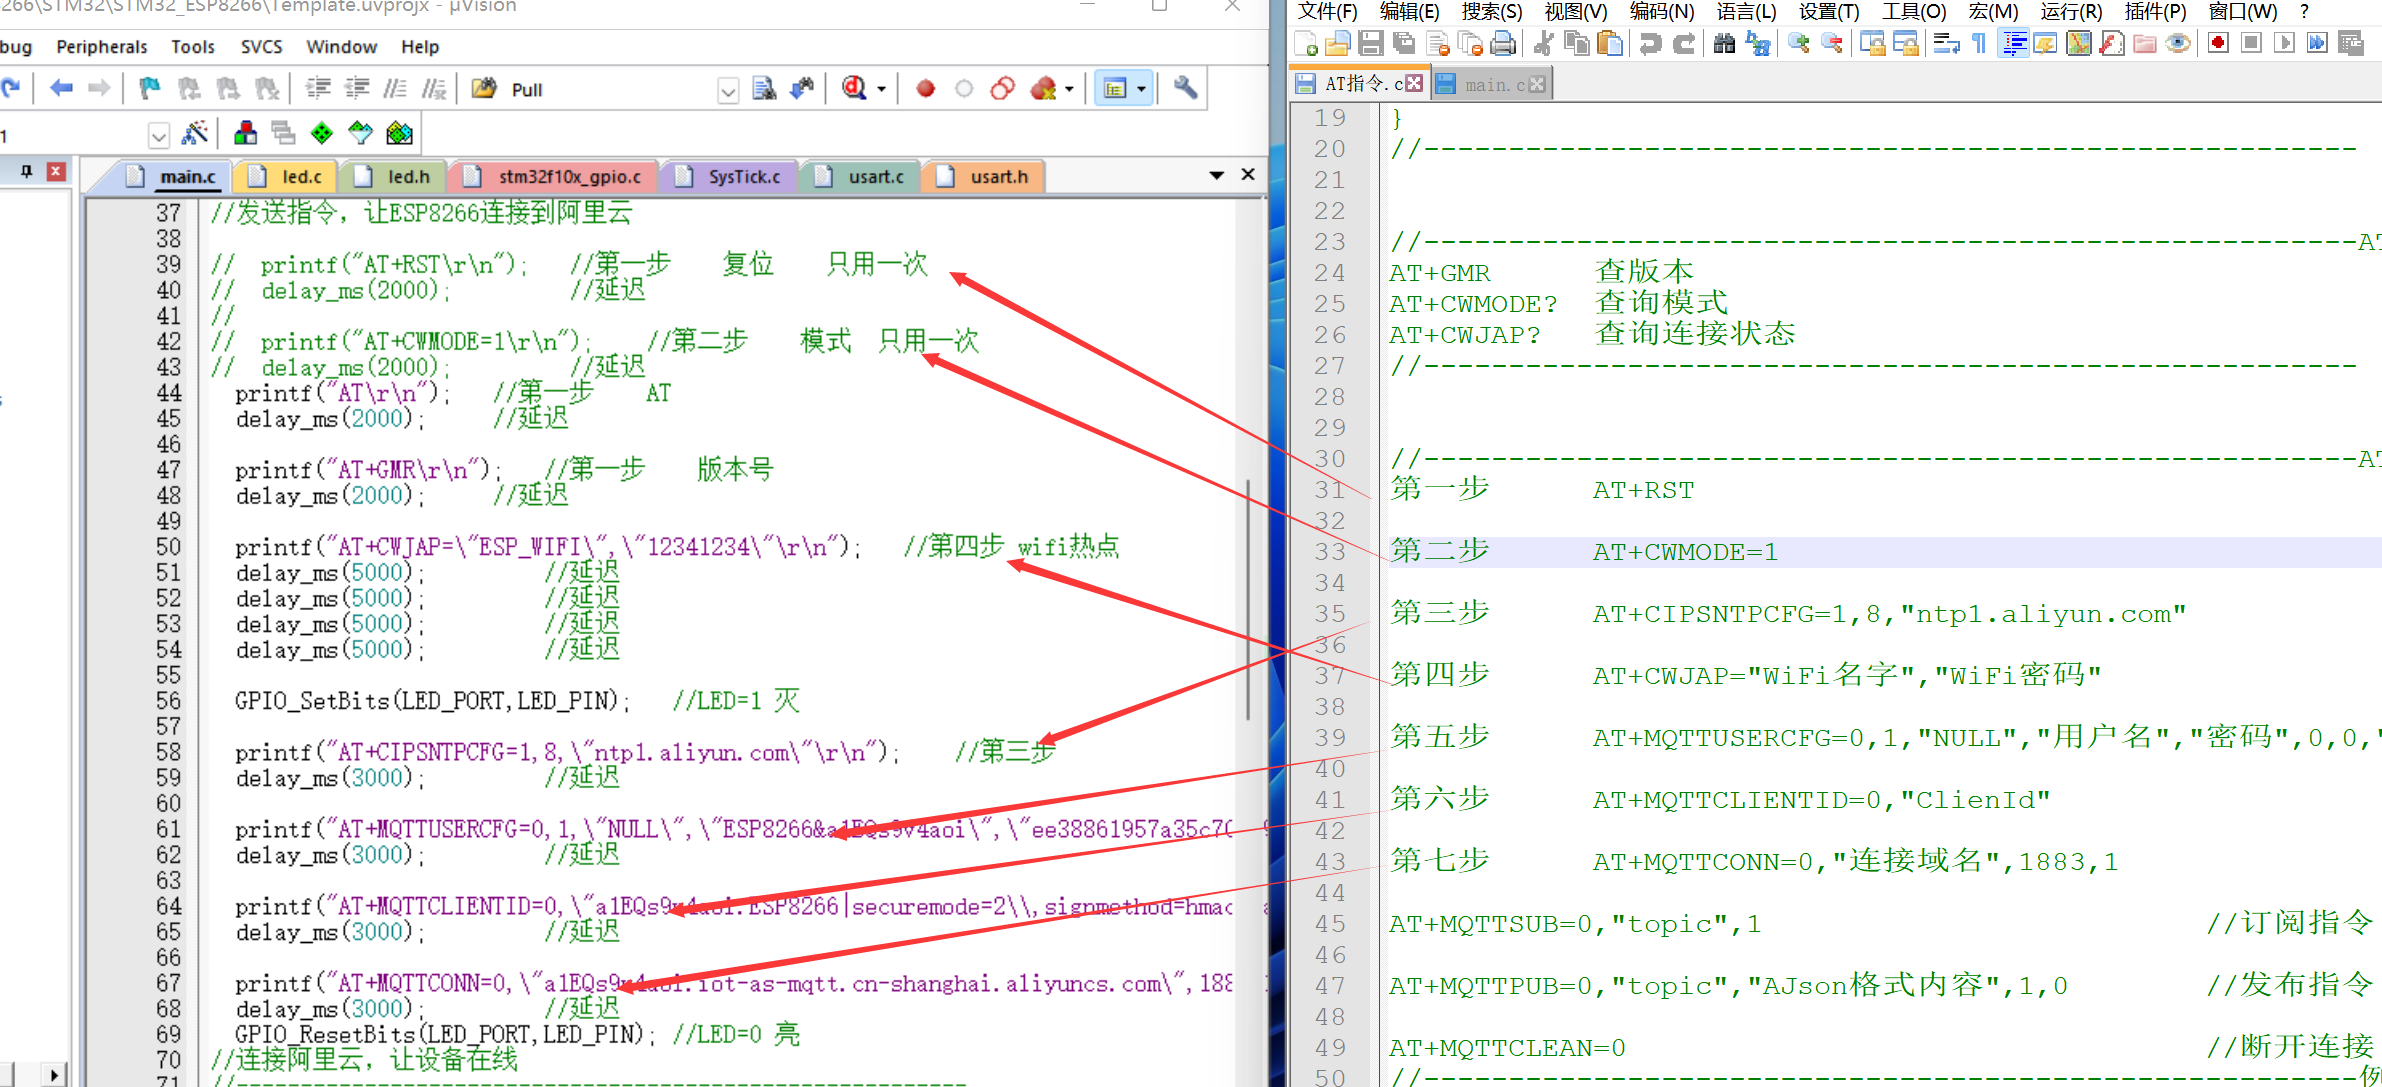 8266\STM32\STM32_ESP8266\Template.uvprojx - µVision
bug Peripherals Tools SVCS Window Help
Pull
1
main.c led.c led.h stm32f10x_gpio.c SysTick.c usart.c usart.h
37 //发送指令，让ESP8266连接到阿里云
38
39 // printf("AT+RST\r\n"); //第一步 复位 只用一次
40 // delay_ms(2000); //延迟
41 //
42 // printf("AT+CWMODE=1\r\n"); //第二步 模式 只用一次
43 // delay_ms(2000); //延迟
44 printf("AT\r\n"); //第一步 AT
45 delay_ms(2000); //延迟
46
47 printf("AT+GMR\r\n"); //第一步 版本号
48 delay_ms(2000); //延迟
49
50 printf("AT+CWJAP=\"ESP_WIFI\",\"12341234\"\r\n"); //第四步 wifi热点
51 delay_ms(5000); //延迟
52 delay_ms(5000); //延迟
53 delay_ms(5000); //延迟
54 delay_ms(5000); //延迟
55
56 GPIO_SetBits(LED_PORT,LED_PIN); //LED=1 灭
57
58 printf("AT+CIPSNTPCFG=1,8,\"ntp1.aliyun.com\"\r\n"); //第三步
59 delay_ms(3000); //延迟
60
61 printf("AT+MQTTUSERCFG=0,1,\"NULL\",\"ESP8266&a1EQs9v4aoi\",\"ee38861957a35c70
62 delay_ms(3000); //延迟
63
64 printf("AT+MQTTCLIENTID=0,\"a1EQs9v4aoi.ESP8266|securemode=2\\,signmethod=hmac
65 delay_ms(3000); //延迟
66
67 printf("AT+MQTTCONN=0,\"a1EQs9v4aoi.iot-as-mqtt.cn-shanghai.aliyuncs.com\",188
68 delay_ms(3000); //延迟
69 GPIO_ResetBits(LED_PORT,LED_PIN); //LED=0 亮
70 //连接阿里云，让设备在线
71 //---------------------------------------------------------
文件(F) 编辑(E) 搜索(S) 视图(V) 编码(N) 语言(L) 设置(T) 工具(O) 宏(M) 运行(R) 插件(P) 窗口(W) ?
AT指令.c main.c
19 }
20 //-------------------------------------------------------
21
22
23 //-------------------------------------------------------AT
24 AT+GMR 查版本
25 AT+CWMODE? 查询模式
26 AT+CWJAP? 查询连接状态
27 //-------------------------------------------------------
28
29
30 //-------------------------------------------------------AT
31 第一步 AT+RST
32
33 第二步 AT+CWMODE=1
34
35 第三步 AT+CIPSNTPCFG=1,8,"ntp1.aliyun.com"
36
37 第四步 AT+CWJAP="WiFi名字","WiFi密码"
38
39 第五步 AT+MQTTUSERCFG=0,1,"NULL","用户名","密码",0,0,"
40
41 第六步 AT+MQTTCLIENTID=0,"ClienId"
42
43 第七步 AT+MQTTCONN=0,"连接域名",1883,1
44
45 AT+MQTTSUB=0,"topic",1 //订阅指令
46
47 AT+MQTTPUB=0,"topic","AJson格式内容",1,0 //发布指令
48
49 AT+MQTTCLEAN=0 //断开连接
50 //-------------------------------------------------------例